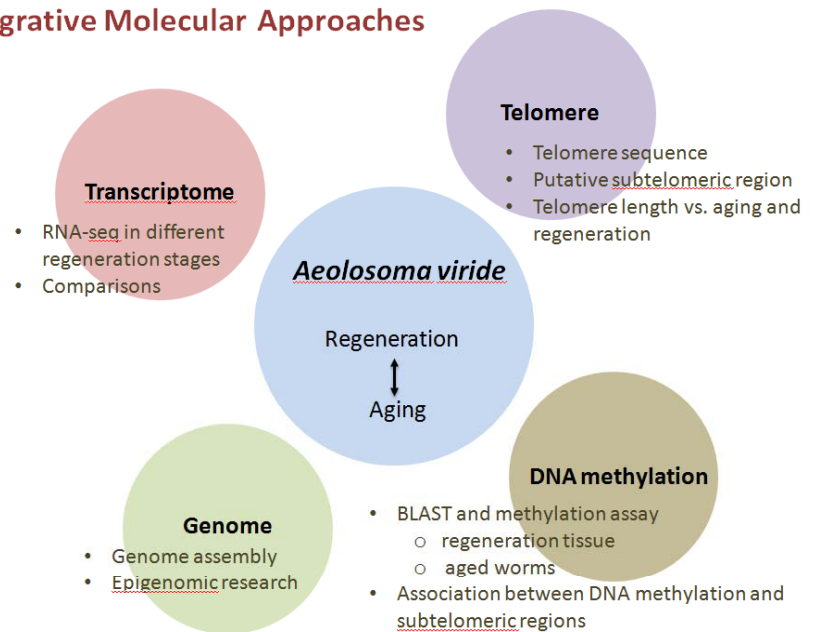 grative Molecular Approaches
Telomere
• Telomere sequence
• Putative subtelomeric region
• Telomere length vs. aging and
regeneration
Transcriptome
• RNA-seq in different
regeneration stages
• Comparisons
Aeolosoma viride
Regeneration
Aging
DNA methylation
• BLAST and methylation assay
o regeneration tissue
o aged worms
• Association between DNA methylation and
subtelomeric regions
Genome
• Genome assembly
• Epigenomic research